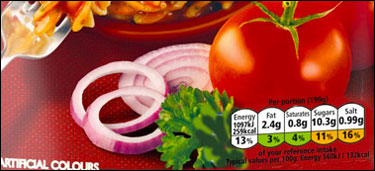 Per portion (190g)
Energy Fat Saturates Sugars Salt
1097kJ 2.4g 0.8g 10.3g 0.99g
259kcal
13% 3% 4% 11% 16%
of your reference intake
Typical values per 100g: Energy 560kJ / 132kcal
ARTIFICIAL COLOURS